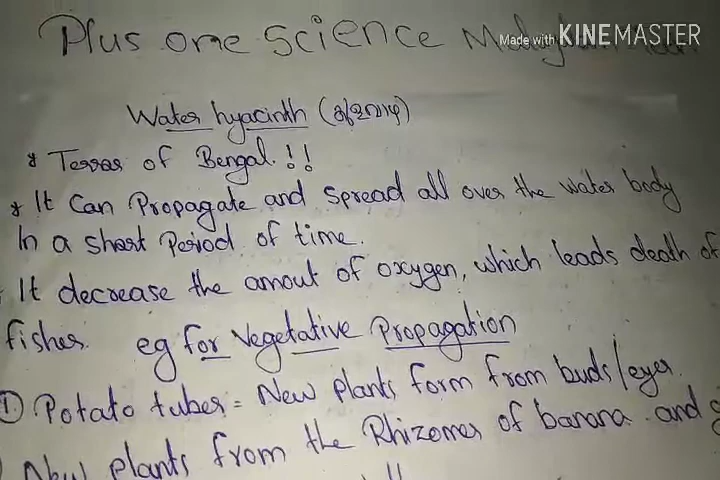 Plus one Science
Made with KINEMASTER
Water hyacinth
* Terror of Bengal !!
* It Can Propagate and Spread all over the water body
In a short Period of time.
It decrease the amout of oxygen, which leads death of
fishes. eg for Vegetative Propagation
① Potato tuber = New plants form from buds/eyes.
New plants from the Rhizomes of banana and